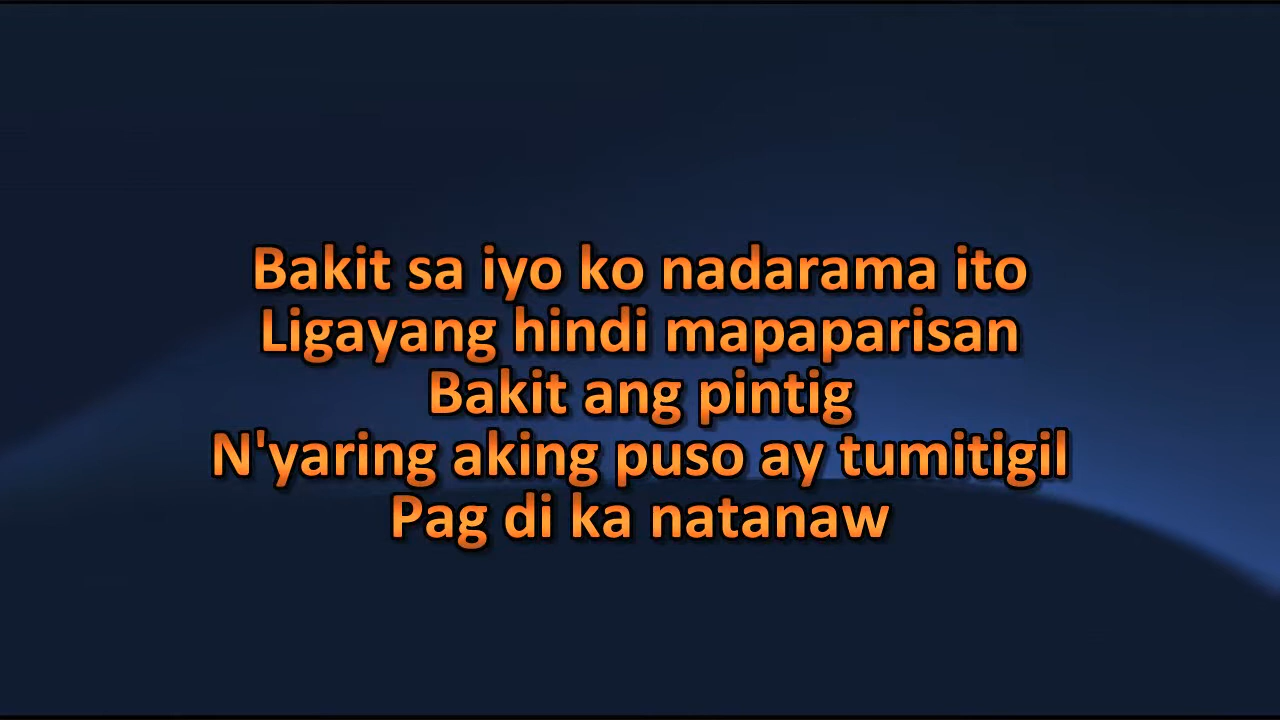 Bakit sa iyo ko nadarama ito
Ligayang hindi mapaparisan
Bakit ang pintig
N'yaring aking puso ay tumitigil
Pag di ka natanaw